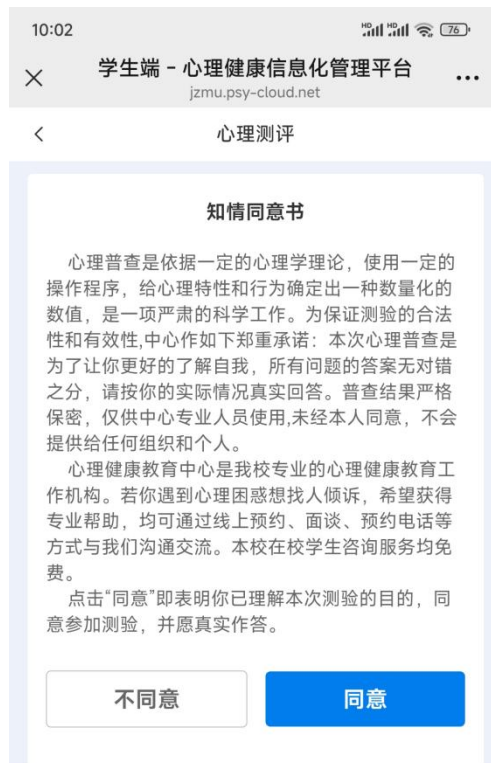 10:02
HD HD 76
学生端 - 心理健康信息化管理平台
jzmu.psy-cloud.net
心理测评
知情同意书
心理普查是依据一定的心理学理论，使用一定的
操作程序，给心理特性和行为确定出一种数量化的
数值，是一项严肃的科学工作。为保证测验的合法
性和有效性,中心作如下郑重承诺：本次心理普查是
为了让你更好的了解自我，所有问题的答案无对错
之分，请按你的实际情况真实回答。普查结果严格
保密，仅供中心专业人员使用,未经本人同意，不会
提供给任何组织和个人。
心理健康教育中心是我校专业的心理健康教育工
作机构。若你遇到心理困惑想找人倾诉，希望获得
专业帮助，均可通过线上预约、面谈、预约电话等
方式与我们沟通交流。本校在校学生咨询服务均免
费。
点击“同意”即表明你已理解本次测验的目的，同
意参加测验，并愿真实作答。
不同意
同意